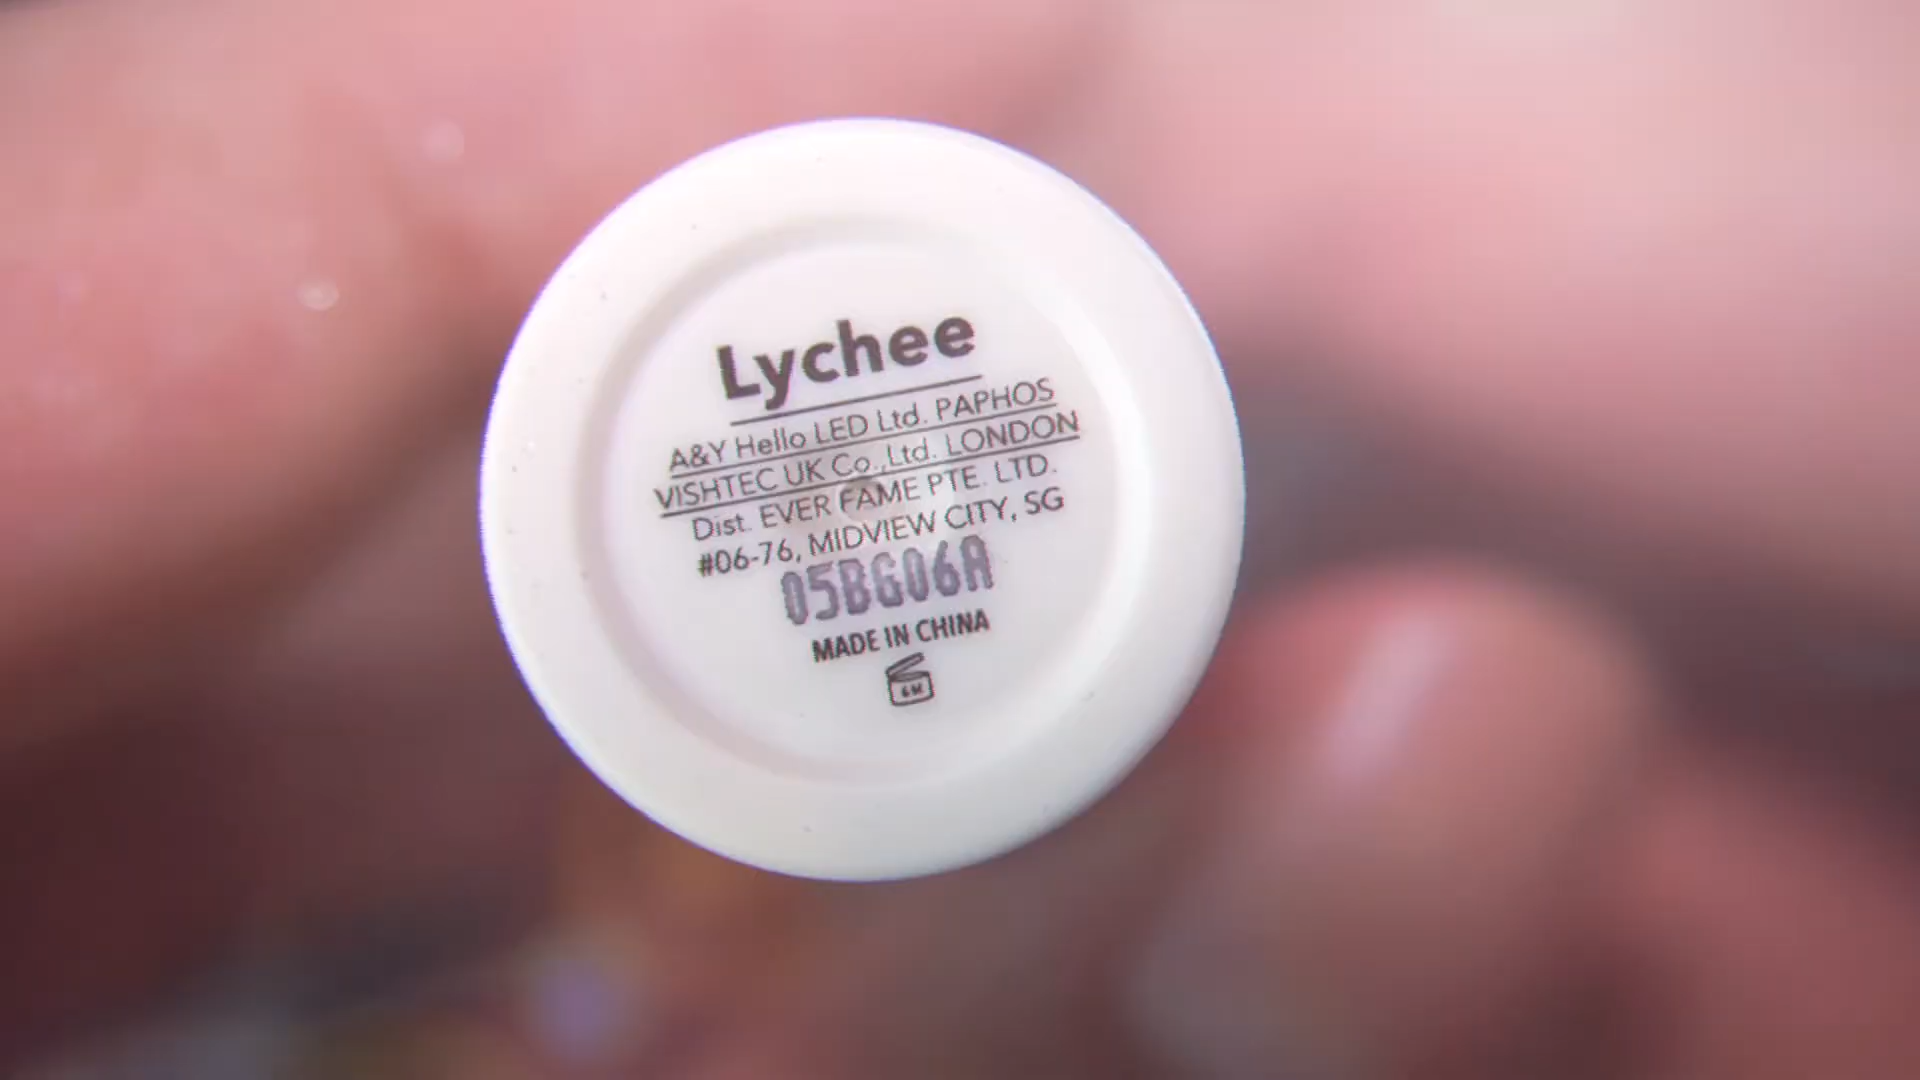 Lychee
A&Y Hello LED Ltd. PAPHOS
VISHTEC UK Co.,Ltd. LONDON
Dist. EVER FAME PTE. LTD.
#06-76, MIDVIEW CITY, SG
05BG06A
MADE IN CHINA
6M